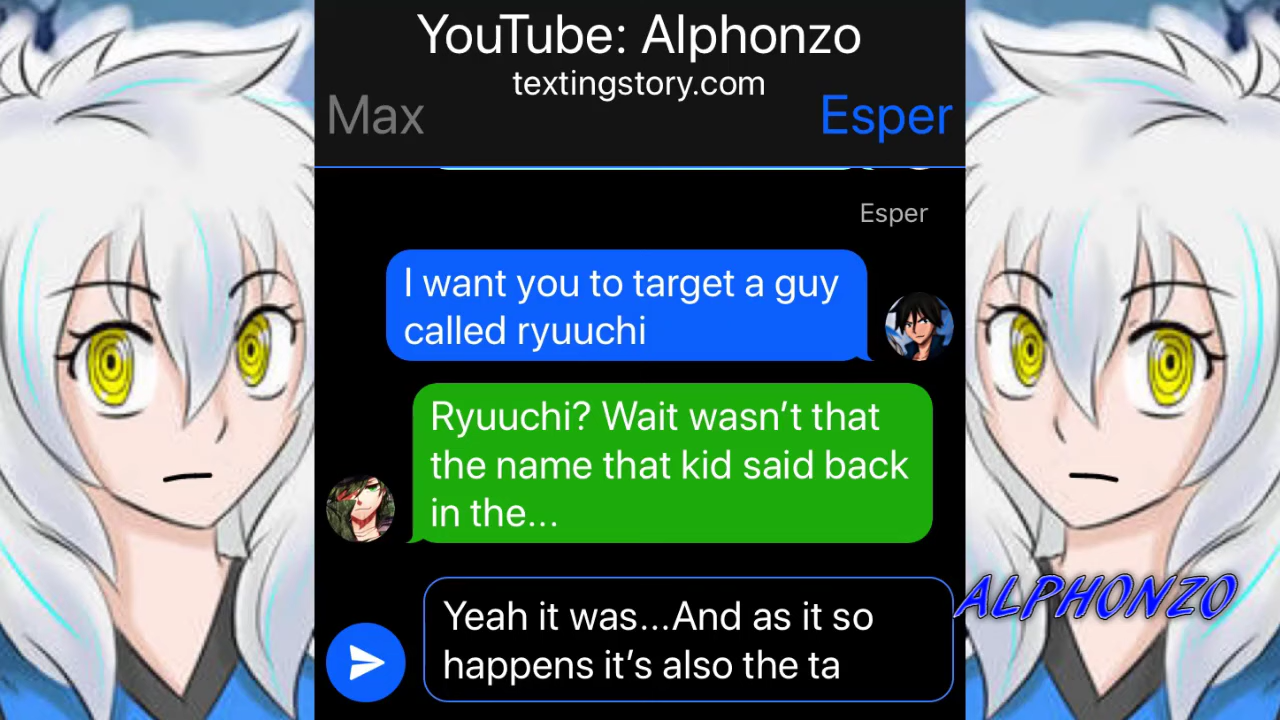 YouTube: Alphonzo
textingstory.com
Max
Esper
Esper
I want you to target a guy
called ryuuchi
Ryuuchi? Wait wasn’t that
the name that kid said back
in the...
Yeah it was...And as it so
happens it’s also the ta
ALPHONZO